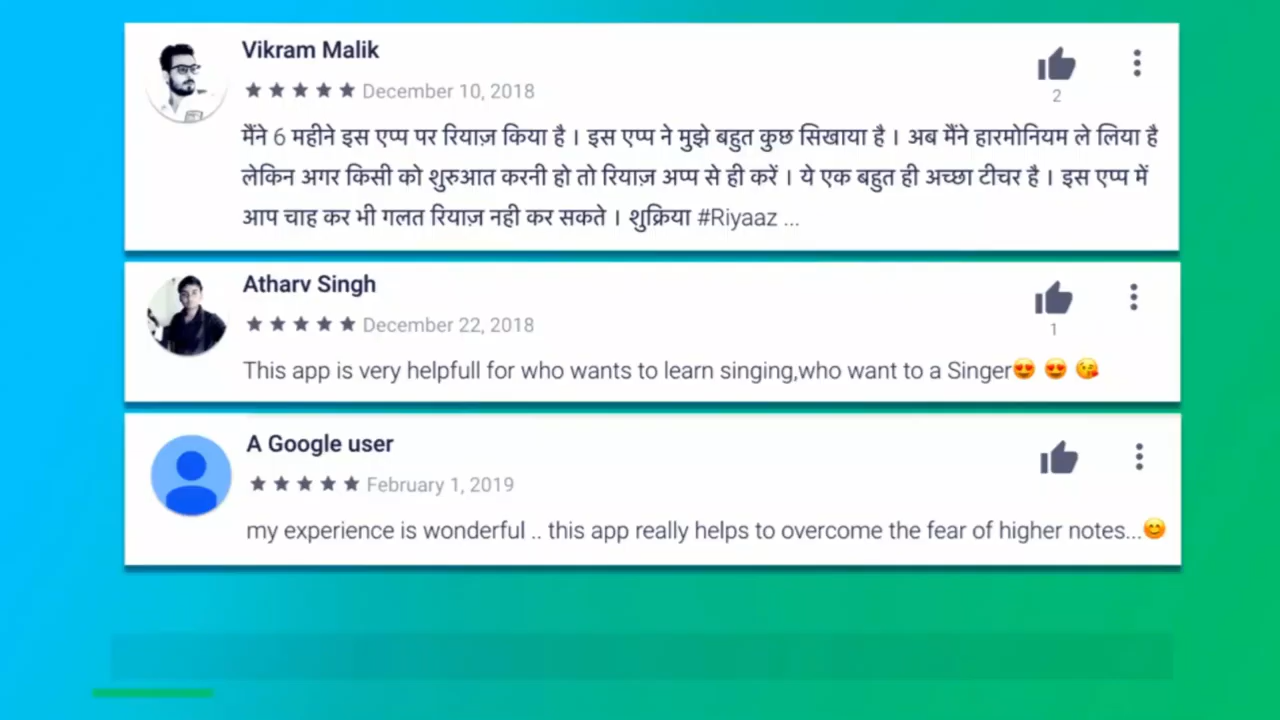 Vikram Malik
★★★★★ December 10, 2018
2
मैंने 6 महीने इस एप्प पर रियाज़ किया है । इस एप्प ने मुझे बहुत कुछ सिखाया है । अब मैंने हारमोनियम ले लिया है
लेकिन अगर किसी को शुरुआत करनी हो तो रियाज़ अप्प से ही करें । ये एक बहुत ही अच्छा टीचर है । इस एप्प में
आप चाह कर भी गलत रियाज़ नही कर सकते । शुक्रिया #Riyaaz ...
Atharv Singh
★★★★★ December 22, 2018
1
This app is very helpfull for who wants to learn singing,who want to a Singer😍 😍 😘
A Google user
★★★★★ February 1, 2019
my experience is wonderful .. this app really helps to overcome the fear of higher notes...😊